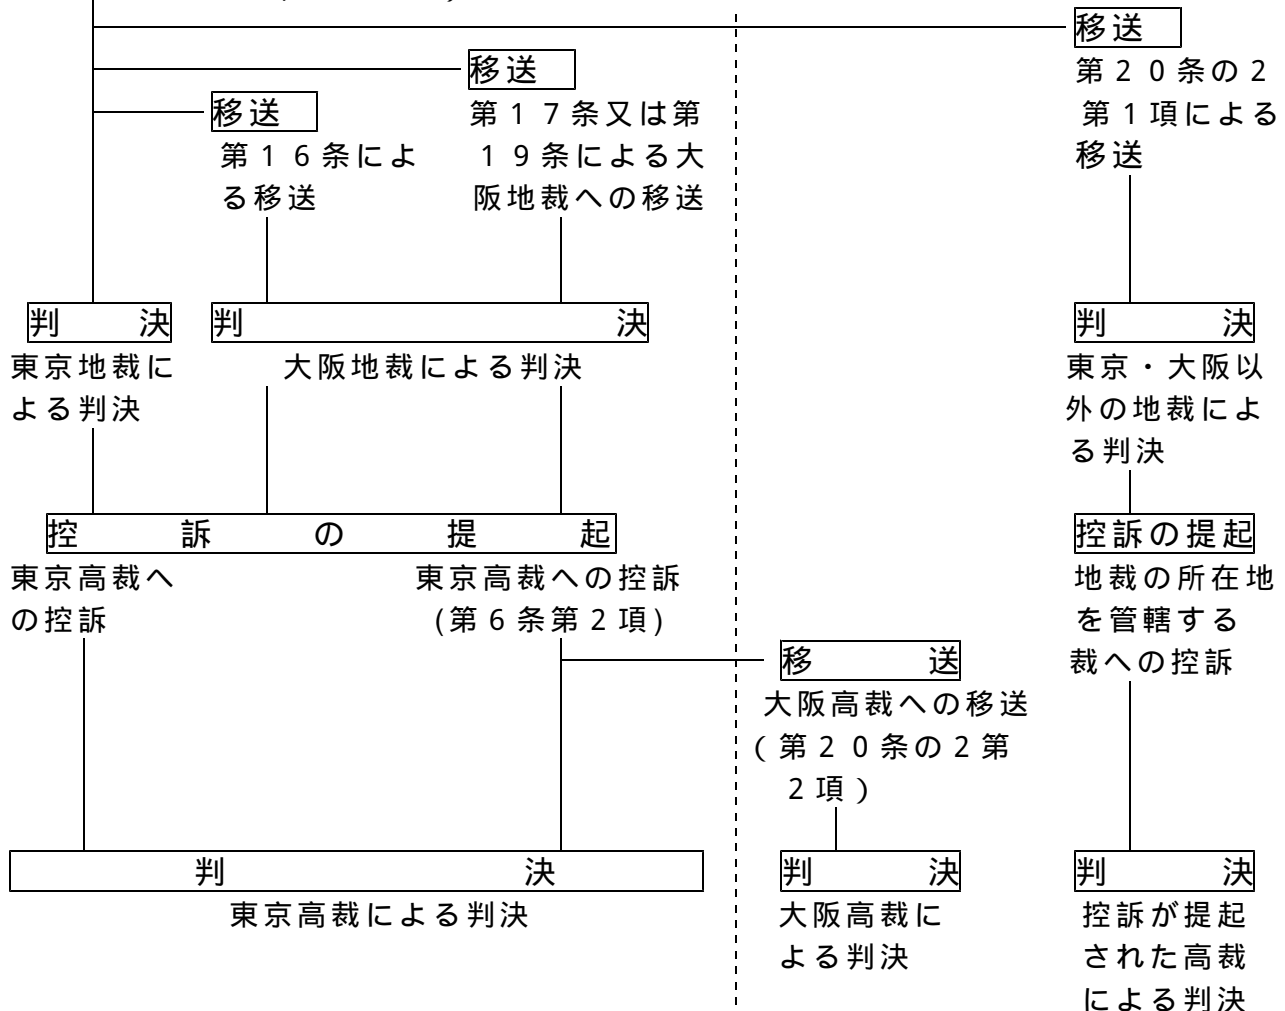 移送
第２０条の２
第１項による
移送
移送
第１７条又は第
１９条による大
阪地裁への移送
移送
第１６条によ
る移送
判 決
東京地裁に
よる判決
判 決
大阪地裁による判決
判 決
東京・大阪以
外の地裁によ
る判決
控 訴 の 提 起
東京高裁へ
の控訴
東京高裁への控訴
(第６条第２項)
控訴の提起
地裁の所在地
を管轄する
裁への控訴
移 送
大阪高裁への移送
(第２０条の２第
２項)
判 決
東京高裁による判決
判 決
大阪高裁に
よる判決
判 決
控訴が提起
された高裁
による判決